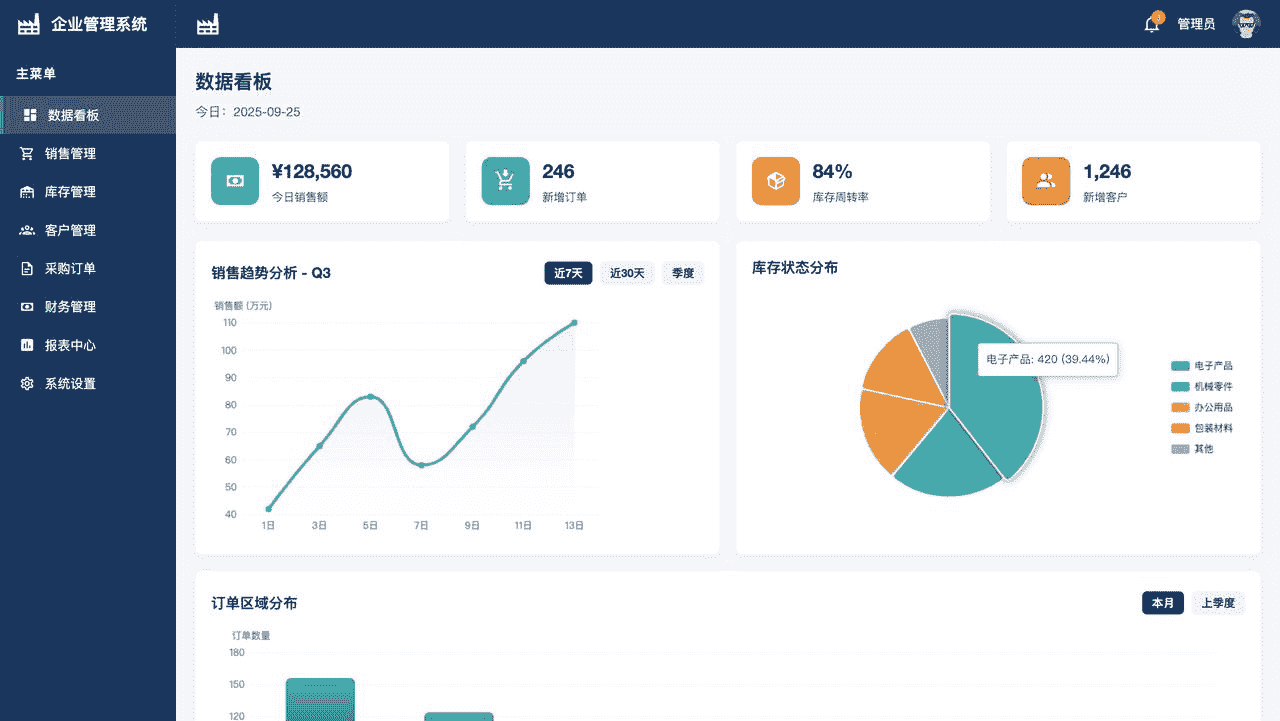 企业管理系统
3
管理员
主菜单
数据看板
销售管理
库存管理
客户管理
采购订单
财务管理
报表中心
系统设置
数据看板
今日：2025-09-25
¥128,560
今日销售额
246
新增订单
84%
库存周转率
1,246
新增客户
销售趋势分析 - Q3
近7天
近30天
季度
销售额 (万元)
110
100
90
80
70
60
50
40
1日
3日
5日
7日
9日
11日
13日
库存状态分布
电子产品: 420 (39.44%)
电子产品
机械零件
办公用品
包装材料
其他
订单区域分布
本月
上季度
订单数量
180
150
120